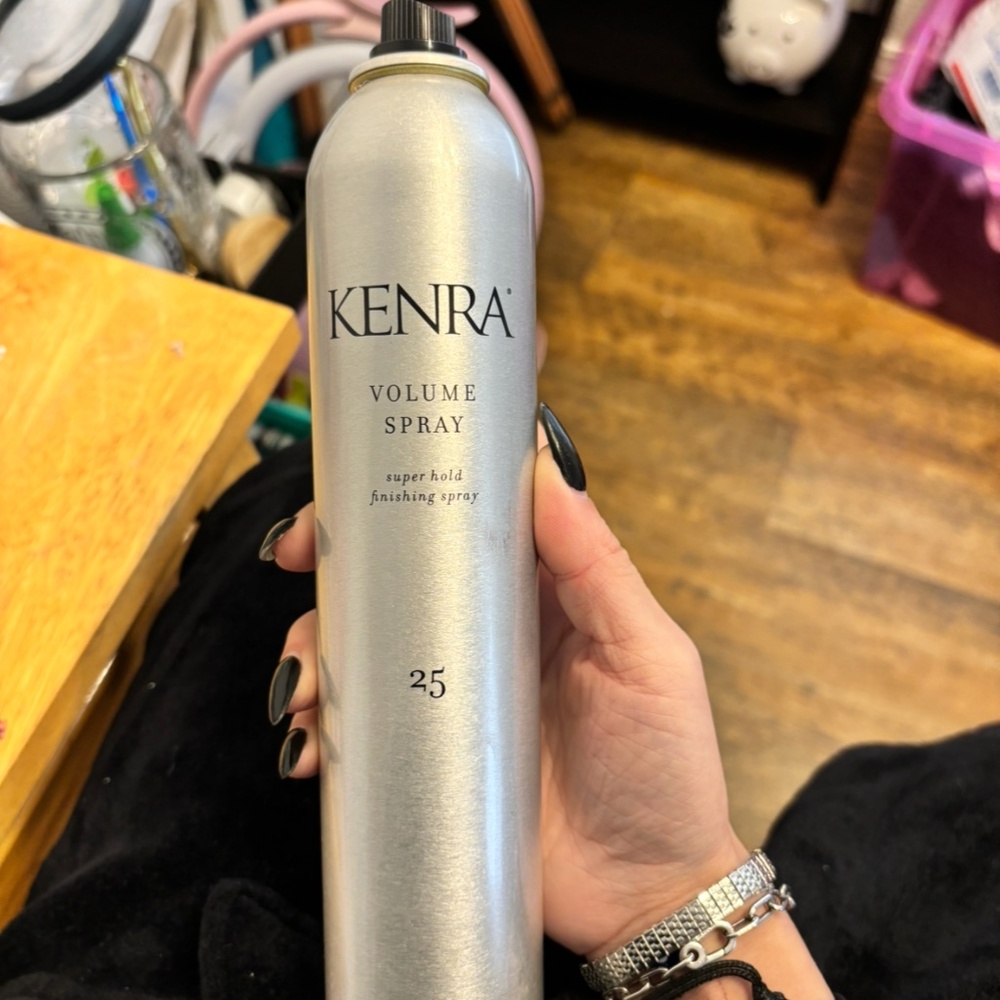 KENRA®
VOLUME
SPRAY
super hold
finishing spray
25